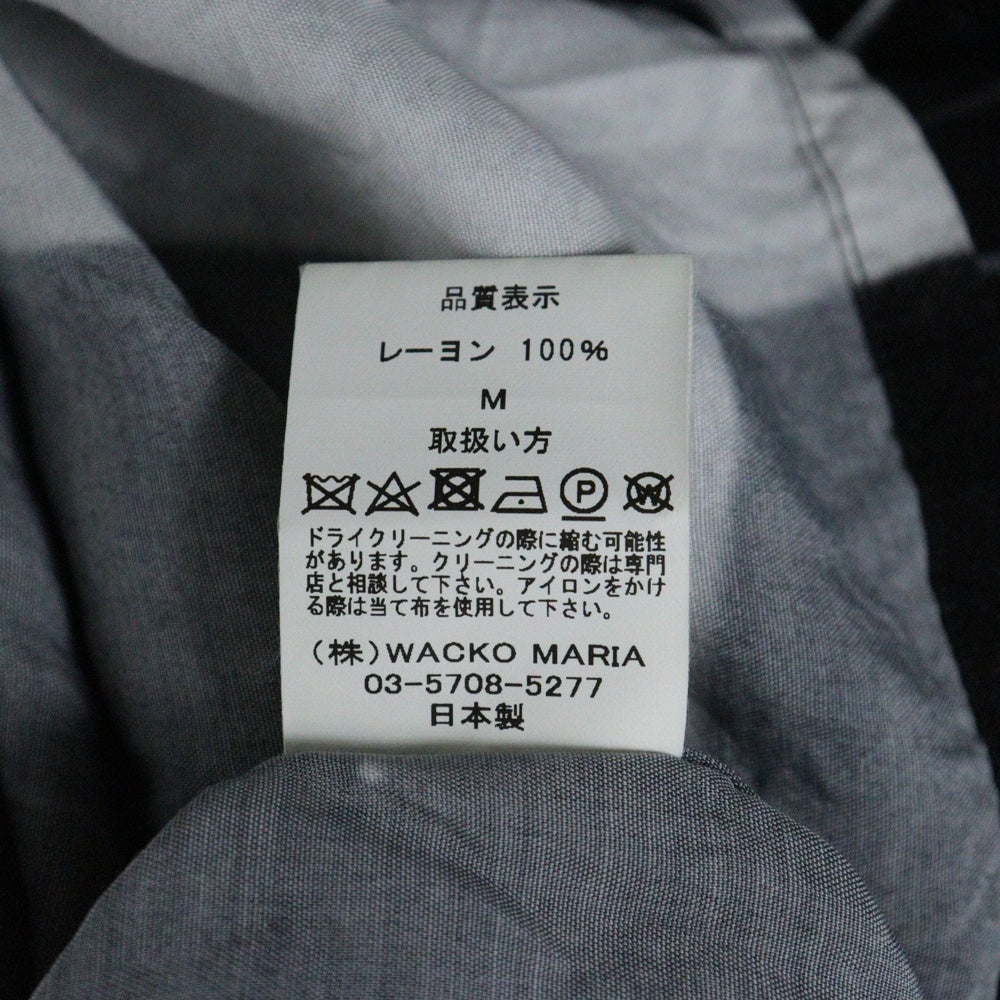 品質表示
レーヨン 100%
M
取扱い方
P W
ドライクリーニングの際に縮む可能性
があります。クリーニングの際は専門
店と相談して下さい。アイロンをかけ
る際は当て布を使用して下さい。
(株)WACKO MARIA
03-5708-5277
日本製